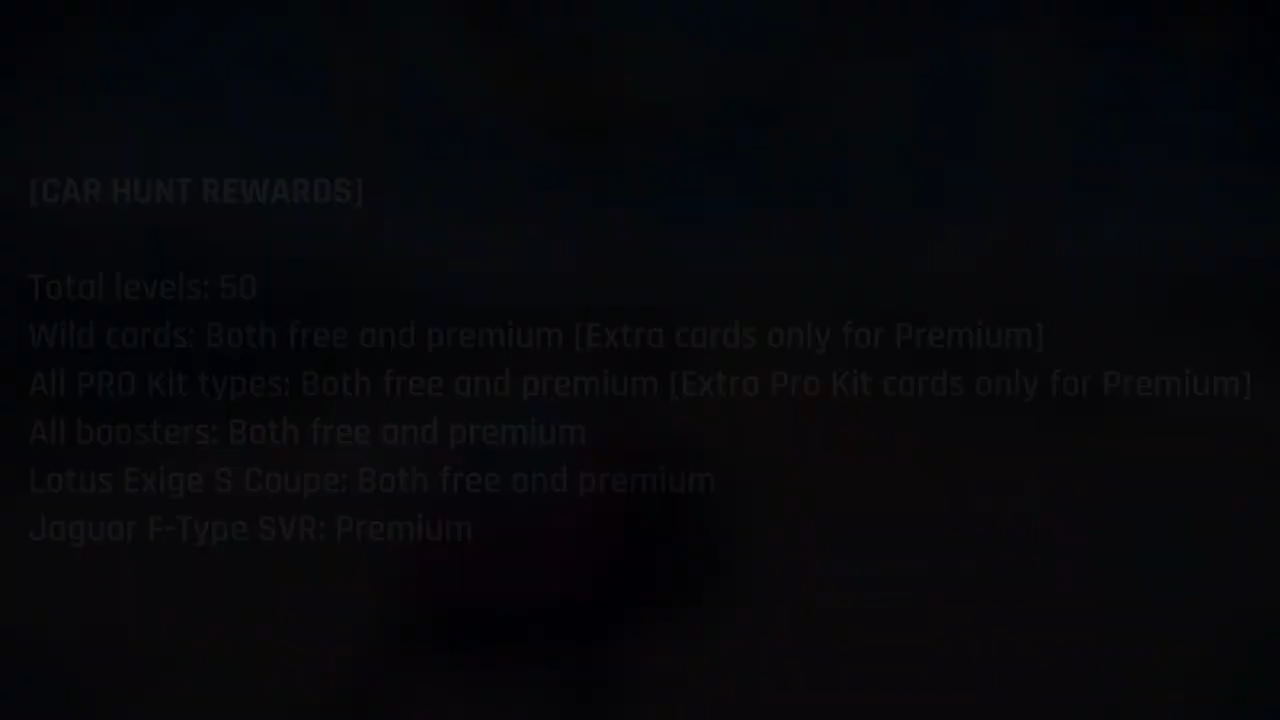 [CAR HUNT REWARDS]
Total levels: 50
Wild cards: Both free and premium [Extra cards only for Premium]
All PRO Kit types: Both free and premium [Extra Pro Kit cards only for Premium]
All boosters: Both free and premium
Lotus Exige S Coupe: Both free and premium
Jaguar F-Type SVR: Premium